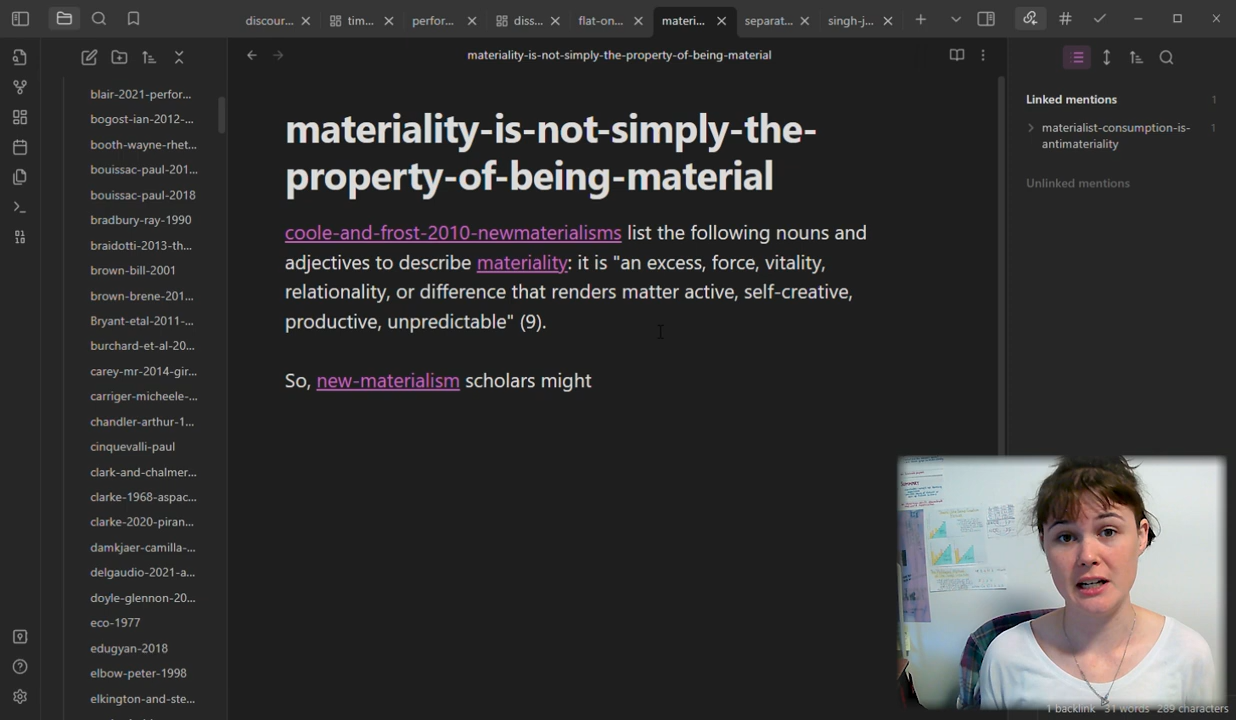 discour...
tim...
perfor...
diss...
flat-on...
materi...
separat...
singh-j...
materiality-is-not-simply-the-property-of-being-material
blair-2021-perfor...
bogost-ian-2012-...
booth-wayne-rhet...
bouissac-paul-201...
bouissac-paul-2018
bradbury-ray-1990
braidotti-2013-th...
brown-bill-2001
brown-brene-201...
Bryant-etal-2011-...
burchard-et-al-20...
carey-mr-2014-gir...
carriger-micheele-...
chandler-arthur-1...
cinquevalli-paul
clark-and-chalmer...
clarke-1968-aspac...
clarke-2020-piran...
damkjaer-camilla-...
delgaudio-2021-a...
doyle-glennon-20...
eco-1977
edugyan-2018
elbow-peter-1998
elkington-and-ste...
materiality-is-not-simply-the-
property-of-being-material
coole-and-frost-2010-newmaterialisms list the following nouns and
adjectives to describe materiality: it is "an excess, force, vitality,
relationality, or difference that renders matter active, self-creative,
productive, unpredictable" (9).
So, new-materialism scholars might
Linked mentions 1
materialist-consumption-is- 1
antimateriality
Unlinked mentions
1 backlink 31 words 289 characters